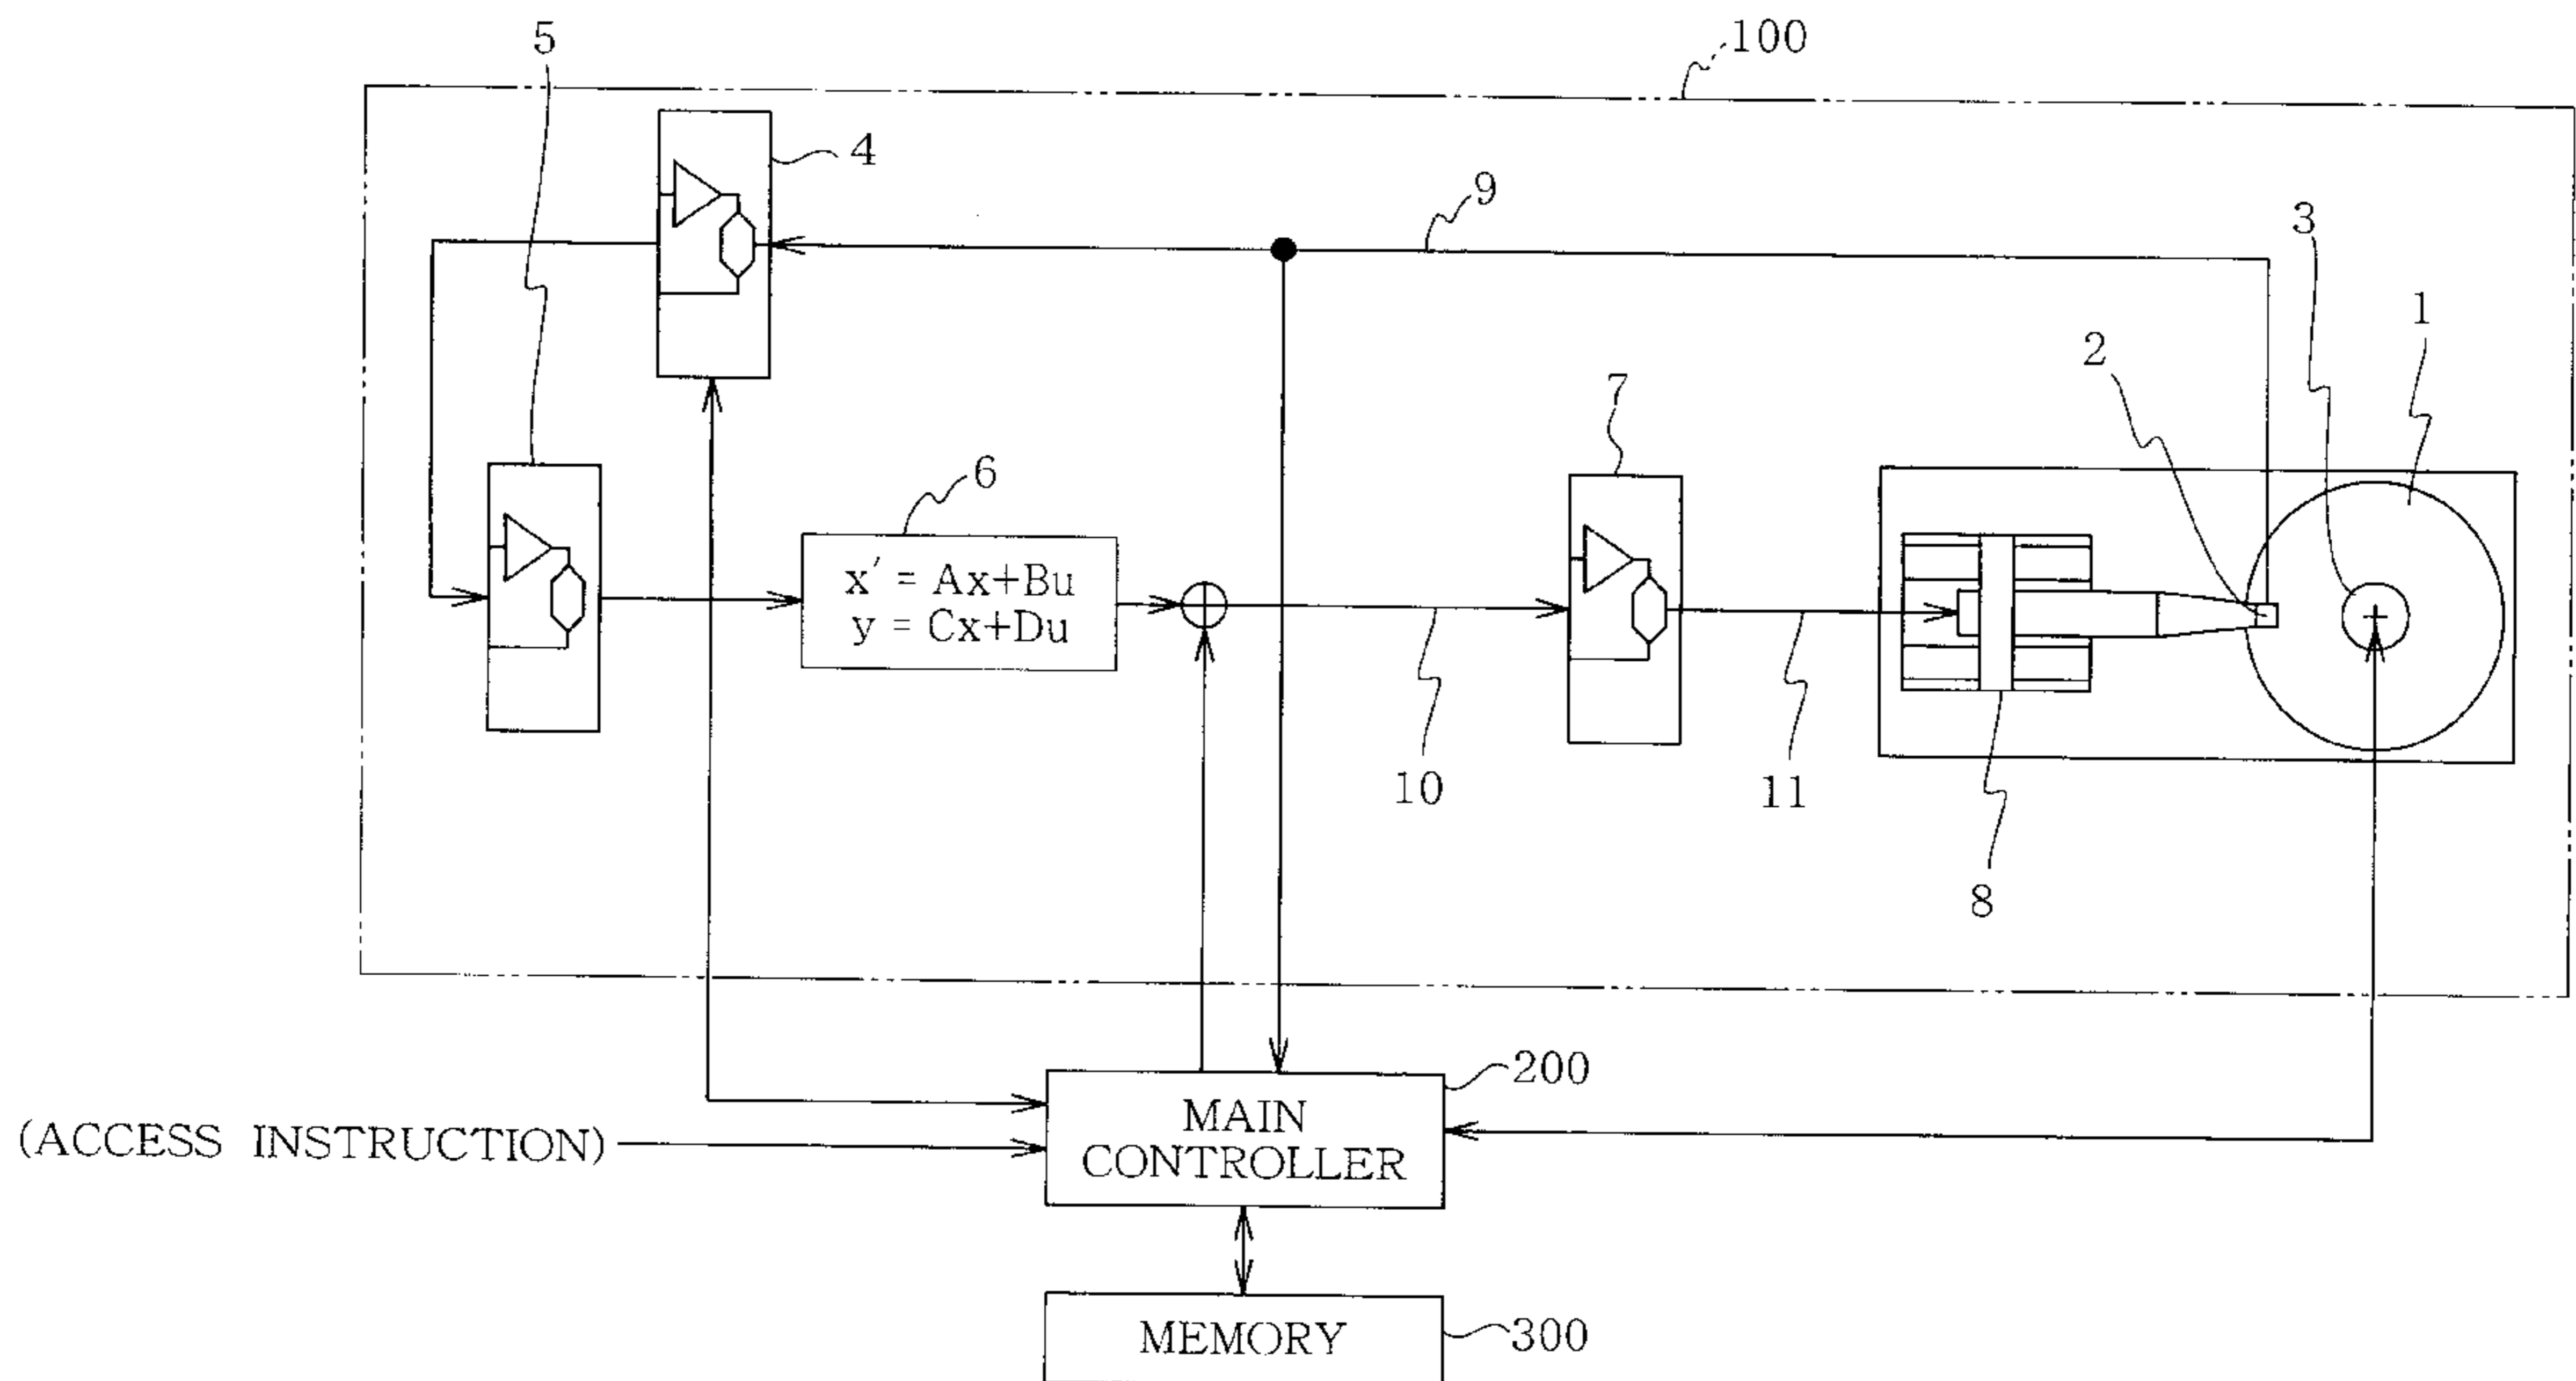 5
100
4
9
3
1
2
7
6
x' = Ax+Bu
y = Cx+Du
10
11
8
200
MAIN
CONTROLLER
(ACCESS INSTRUCTION)
MEMORY
300